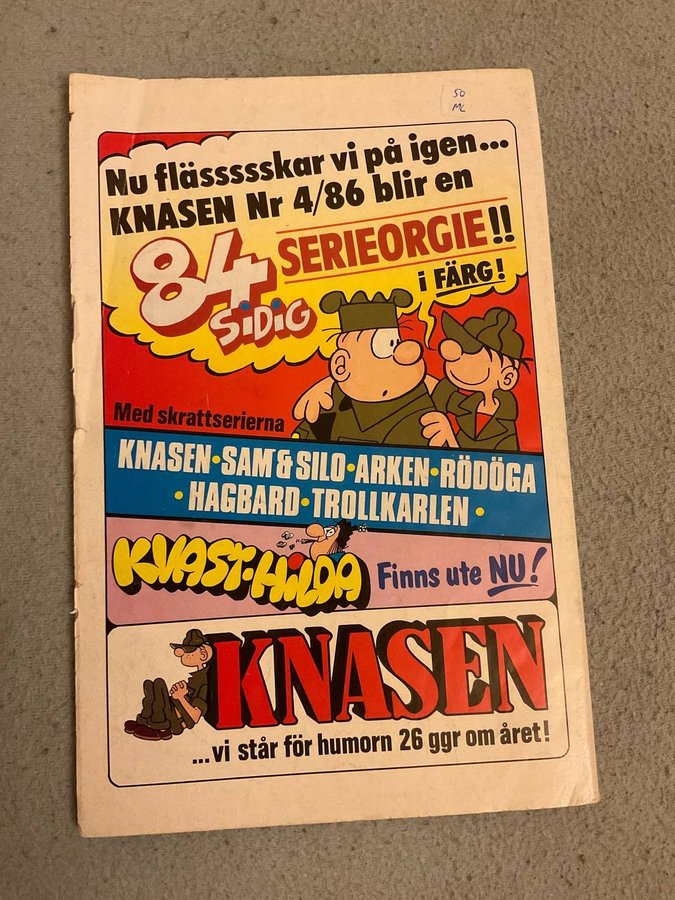 50
ML
Nu flässssskar vi på igen...
KNASEN Nr 4/86 blir en
84 SERIEORGIE!!
SiDiG
i FÄRG!
Med skrattserierna
KNASEN·SAM & SILO·ARKEN·RÖDÖGA
·HAGBARD·TROLLKARLEN·
KVAST-HiLDA Finns ute NU!
KNASEN
...vi står för humorn 26 ggr om året!